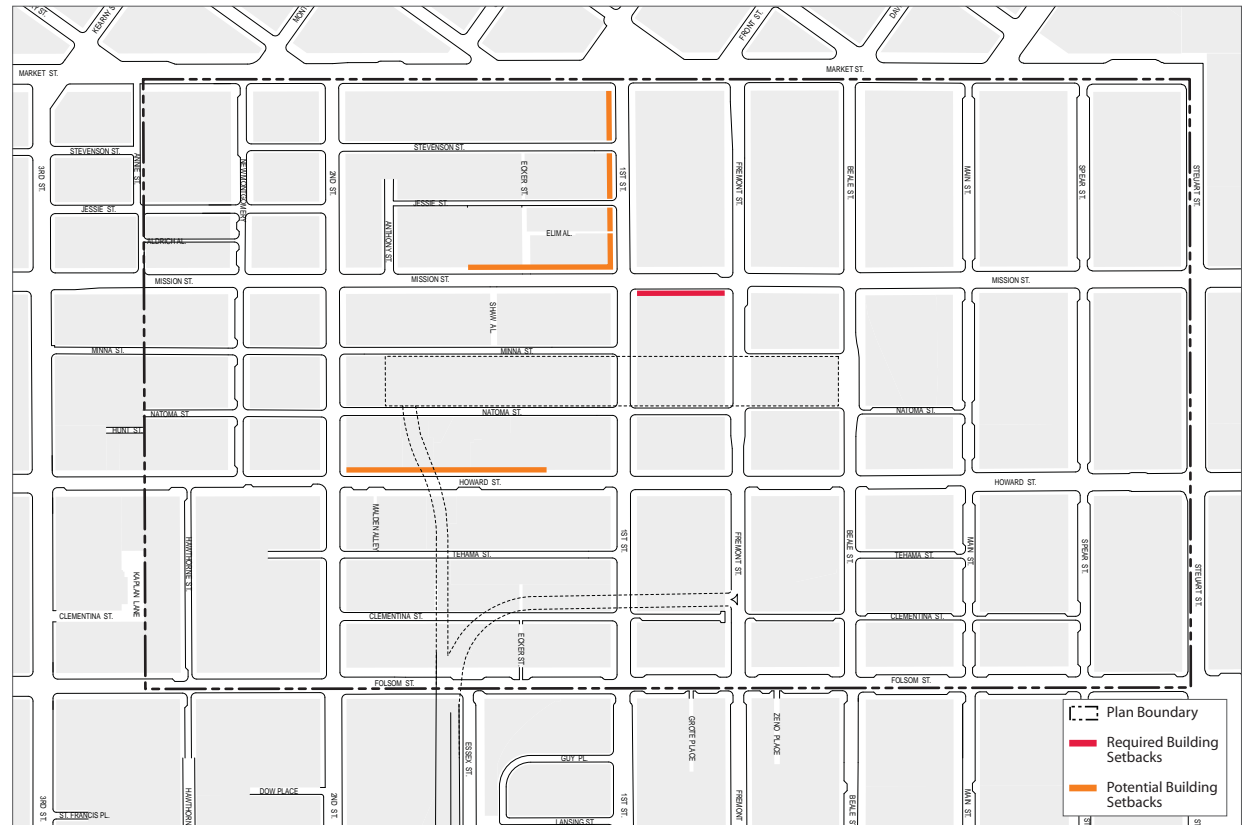 KEARNY S
FRONT ST.
MARKET ST.
MARKET ST.
STEVENSON ST.
STEVENSON ST.
3RD ST.
ANNIE ST.
NEW MONTGOMERY
2ND ST.
ECKER ST.
1ST ST.
FREMONT ST.
BEALE ST.
MAIN ST.
SPEAR ST.
STEUART ST.
JESSIE ST.
JESSIE ST.
ALDRICH AL.
ANTHONY ST.
ELIM AL.
MISSION ST.
MISSION ST.
MISSION ST.
SHAW AL.
MINNA ST.
MINNA ST.
NATOMA ST.
NATOMA ST.
NATOMA ST.
HUNT ST.
HOWARD ST.
HOWARD ST.
MALDEN ALLEY
HAWTHORNE ST.
1ST ST.
FREMONT ST.
BEALE ST.
MAIN ST.
SPEAR ST.
STEUART ST.
TEHAMA ST.
TEHAMA ST.
KAPLAN LANE
CLEMENTINA ST.
CLEMENTINA ST.
CLEMENTINA ST.
ECKER ST.
FOLSOM ST.
FOLSOM ST.
ESSEX ST.
GROTE PLACE
ZENO PLACE
GUY PL.
DOW PLACE
3RD ST.
HAWTHORN
2ND ST.
1ST ST.
FREMONT
BEALE S
MAIN ST.
ST. FRANCIS PL.
LANSING ST.
Plan Boundary
Required Building
Setbacks
Potential Building
Setbacks